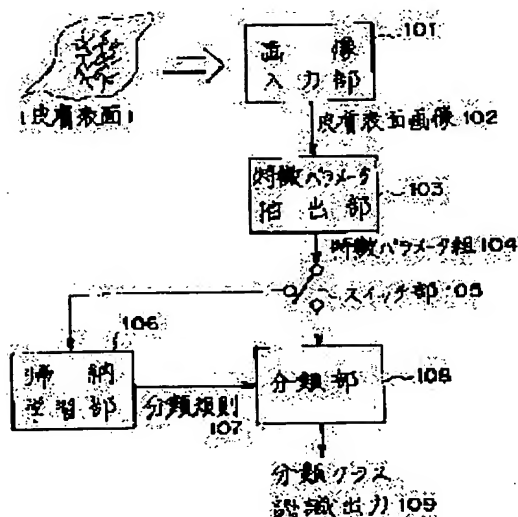 101
画像
入力部
皮膚表面
皮膚表面画像 102
特徴パラメータ
抽出部
103
特徴パラメータ組 104
スイッチ部 105
106
帰納
学習部
分類規則
107
分類部
108
分類クラス
認識出力 109